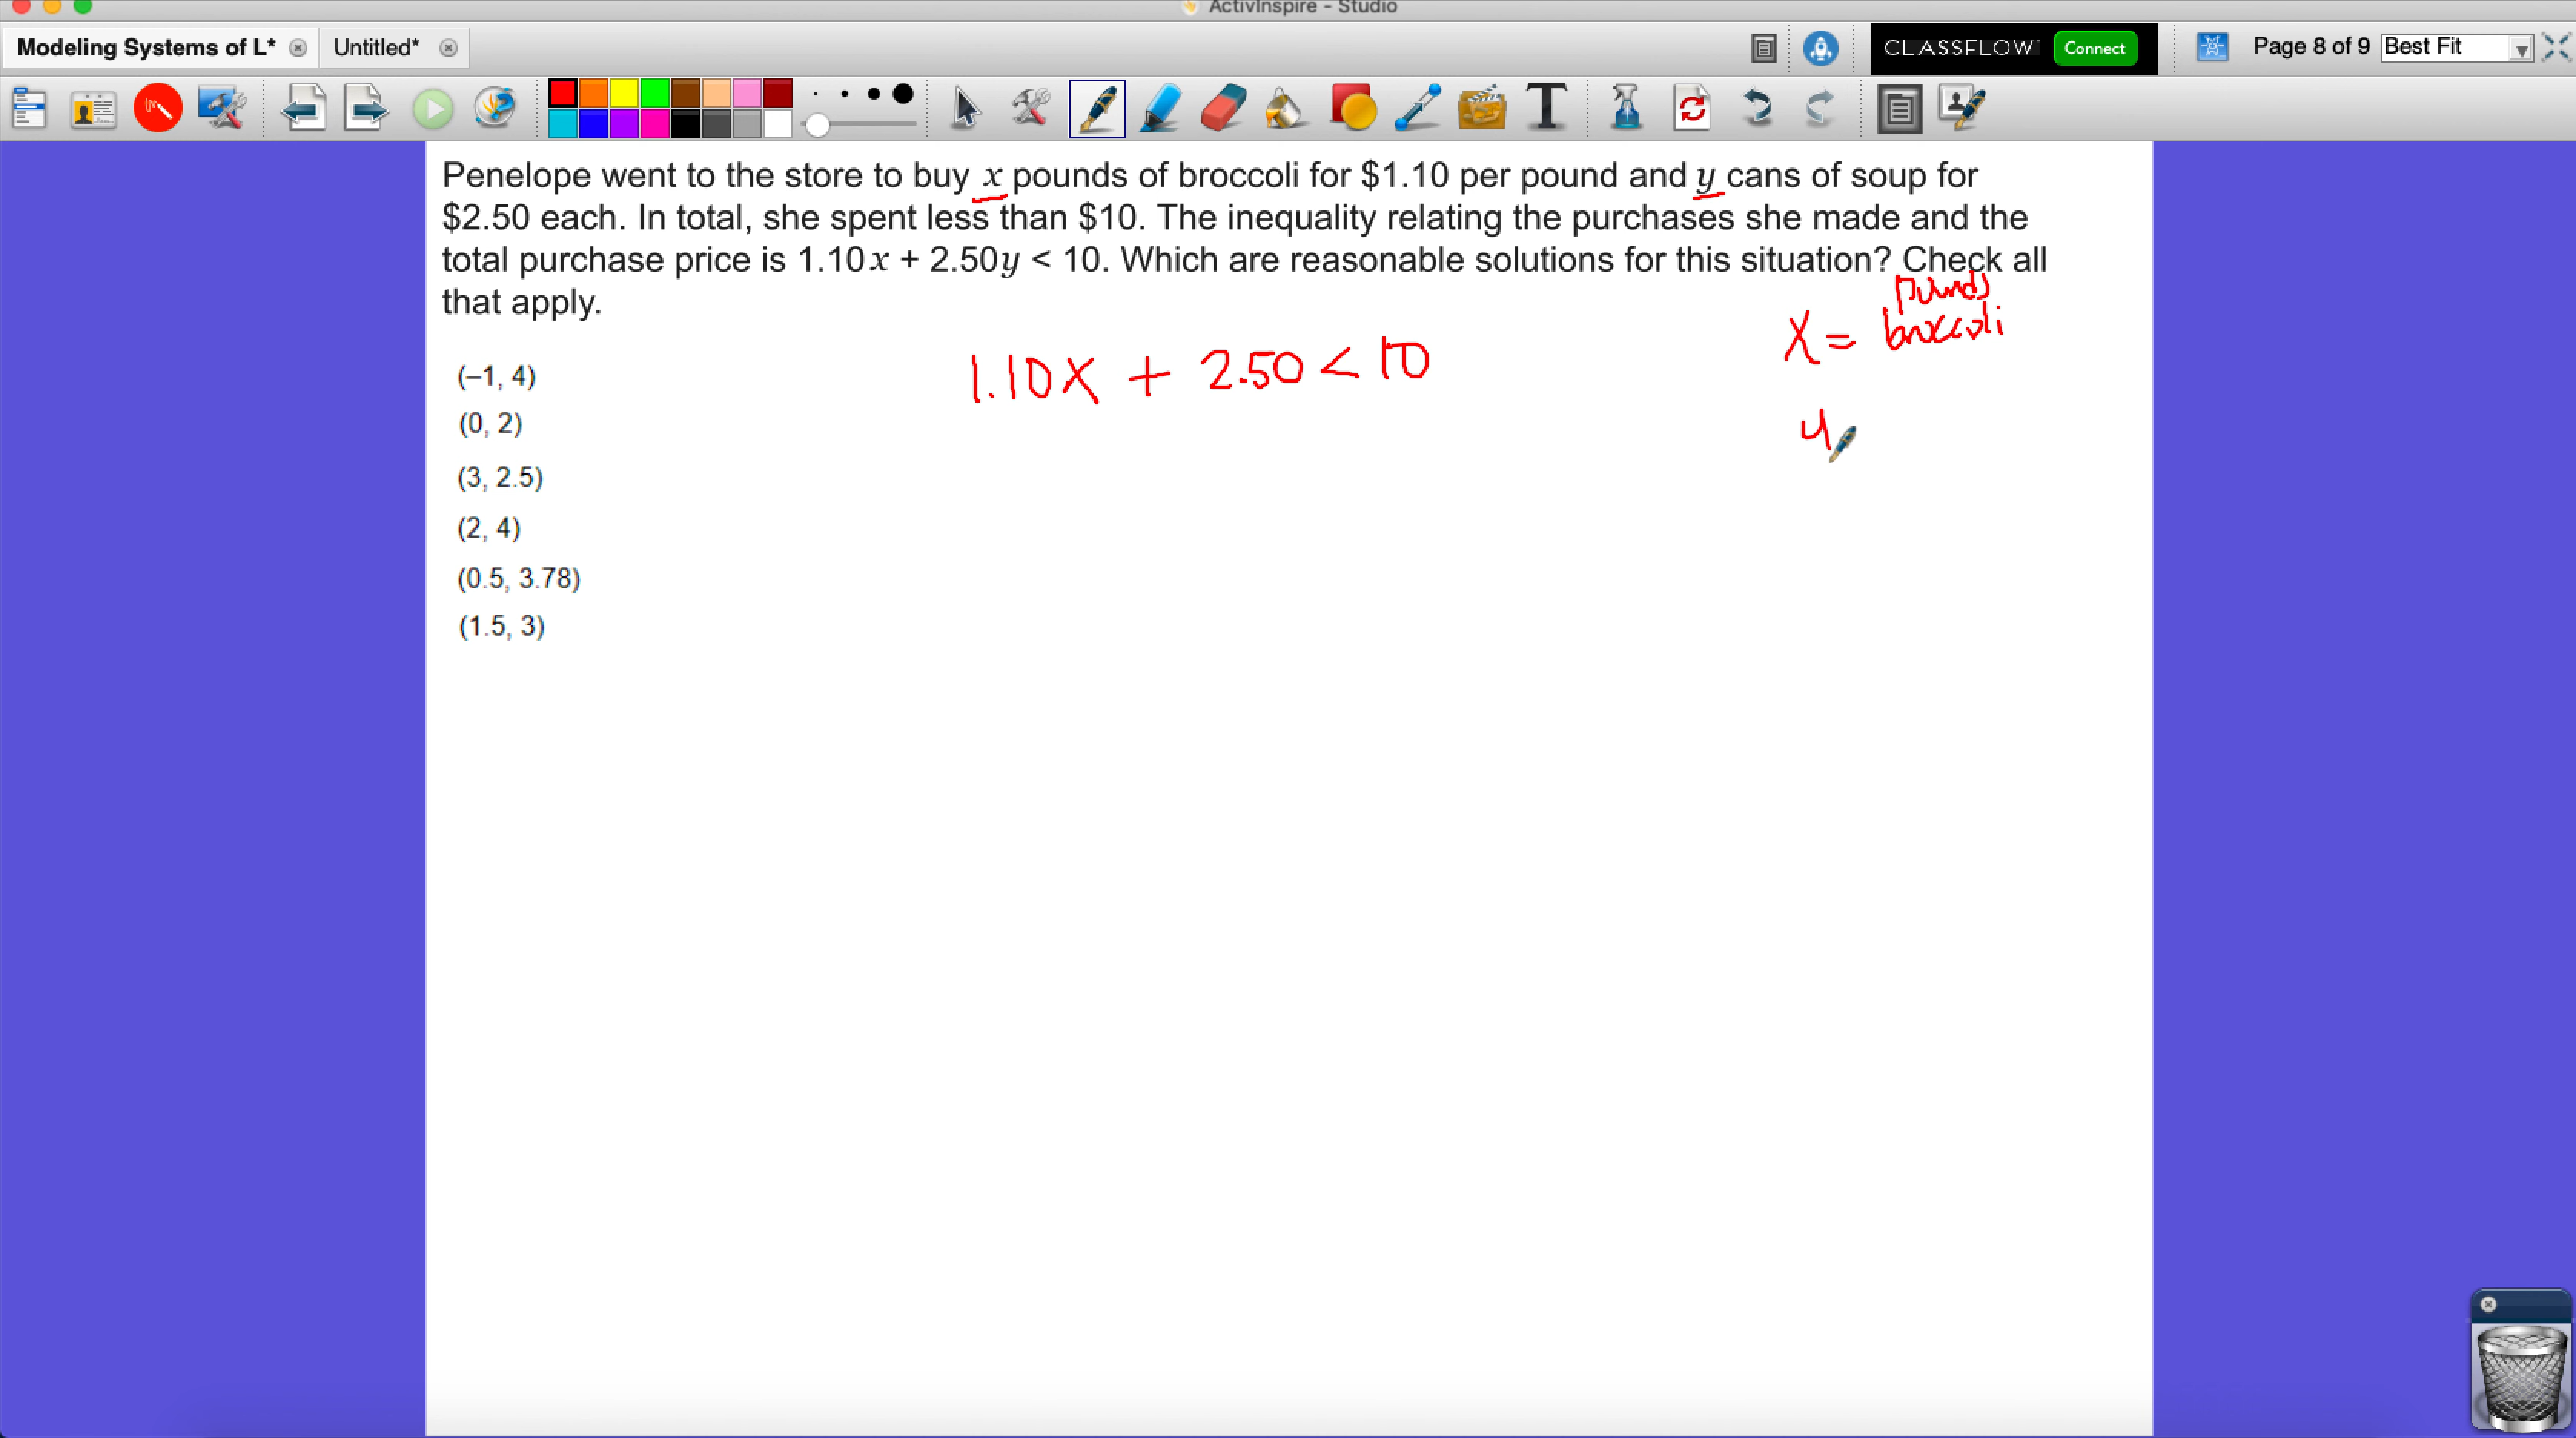 ActivInspire - Studio
Modeling Systems of L* Untitled*
CLASSFLOW Connect Page 8 of 9 Best Fit
T
Penelope went to the store to buy x pounds of broccoli for $1.10 per pound and y cans of soup for
$2.50 each. In total, she spent less than $10. The inequality relating the purchases she made and the
total purchase price is 1.10x + 2.50y < 10. Which are reasonable solutions for this situation? Check all
that apply.
pounds
x = broccoli
1.10x + 2.50 < 10
y
(–1, 4)
(0, 2)
(3, 2.5)
(2, 4)
(0.5, 3.78)
(1.5, 3)